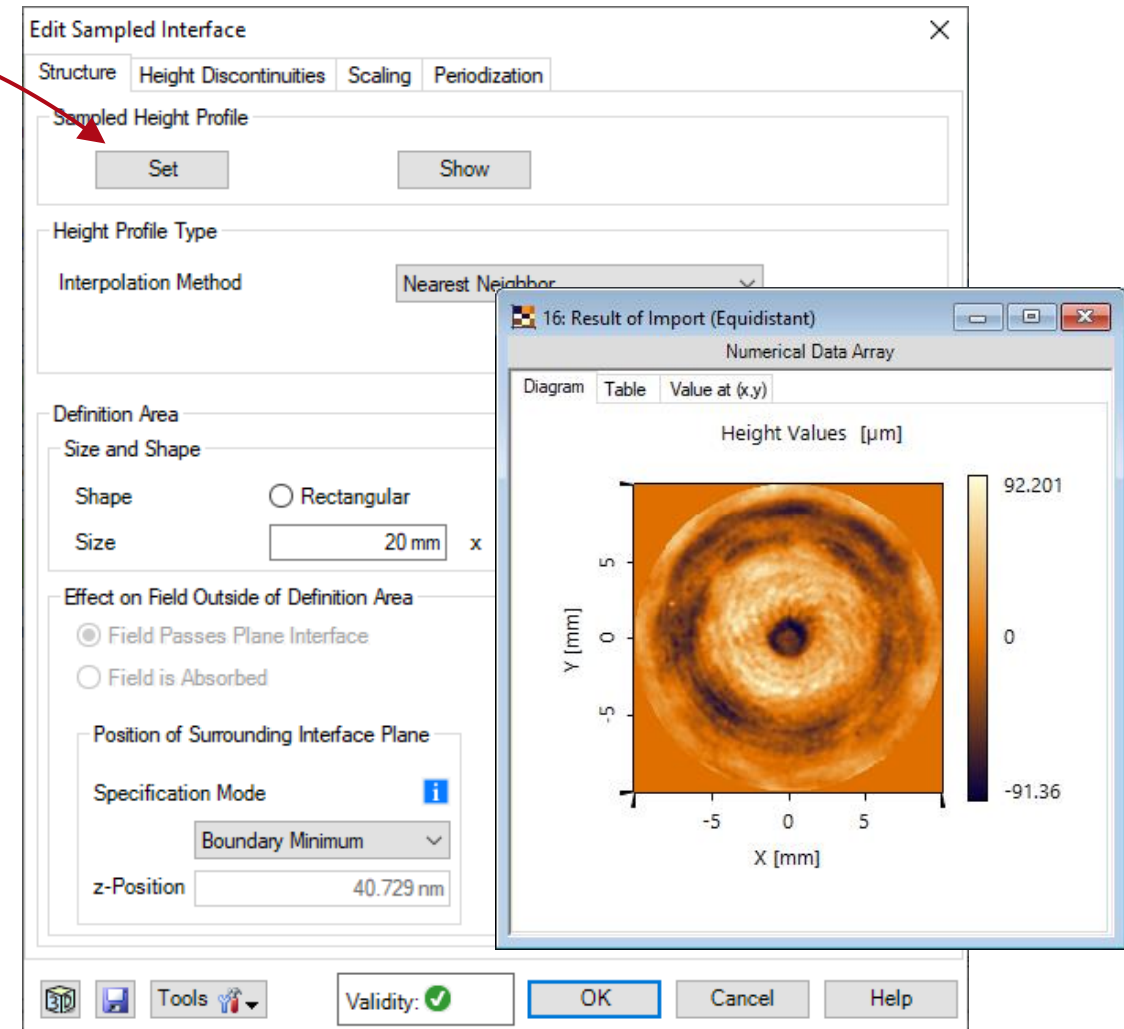 Edit Sampled Interface
Structure Height Discontinuities Scaling Periodization
Sampled Height Profile
Set Show
Height Profile Type
Interpolation Method Nearest Neighbor
Definition Area
Size and Shape
Shape Rectangular
Size 20 mm x
Effect on Field Outside of Definition Area
Field Passes Plane Interface
Field is Absorbed
Position of Surrounding Interface Plane
Specification Mode i
Boundary Minimum
z-Position 40.729 nm
3D Tools Validity: OK Cancel Help
16: Result of Import (Equidistant)
Numerical Data Array
Diagram Table Value at (x,y)
Height Values [µm]
92.201
0
-91.36
Y [mm]
5
0
-5
-5 0 5
X [mm]